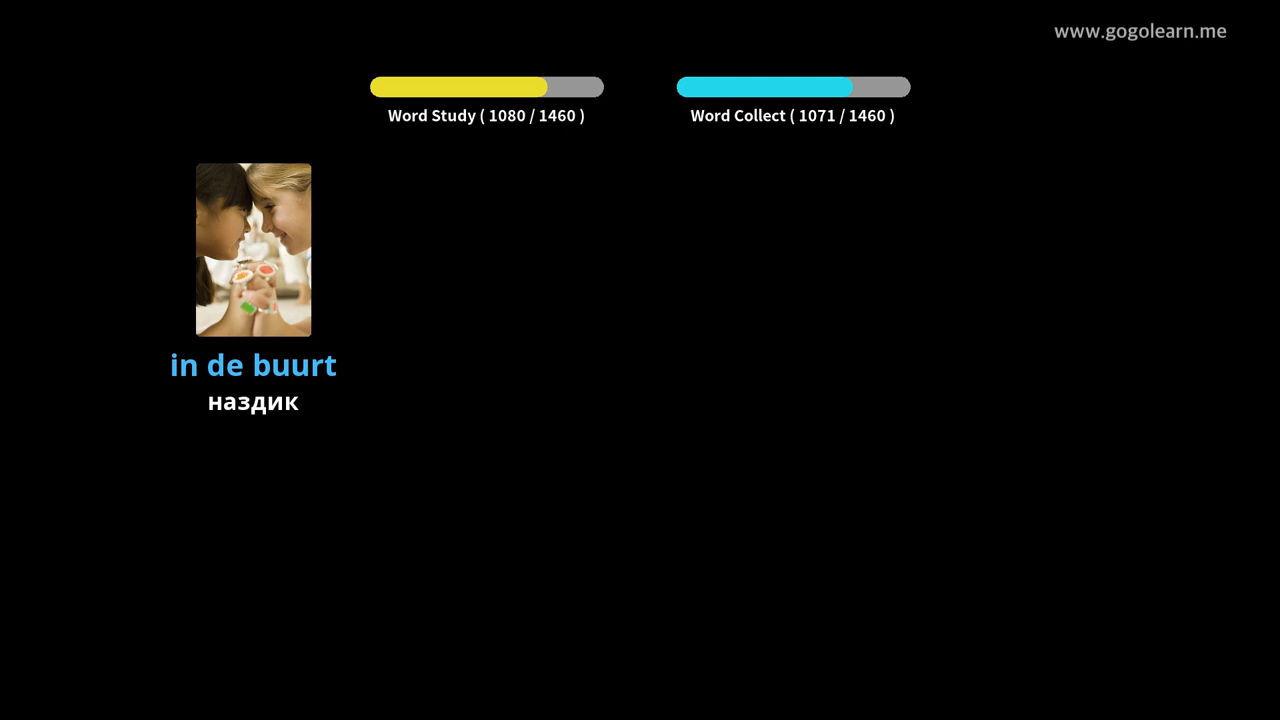 www.gogolearn.me
Word Study ( 1080 / 1460 )
Word Collect ( 1071 / 1460 )
in de buurt
наздик